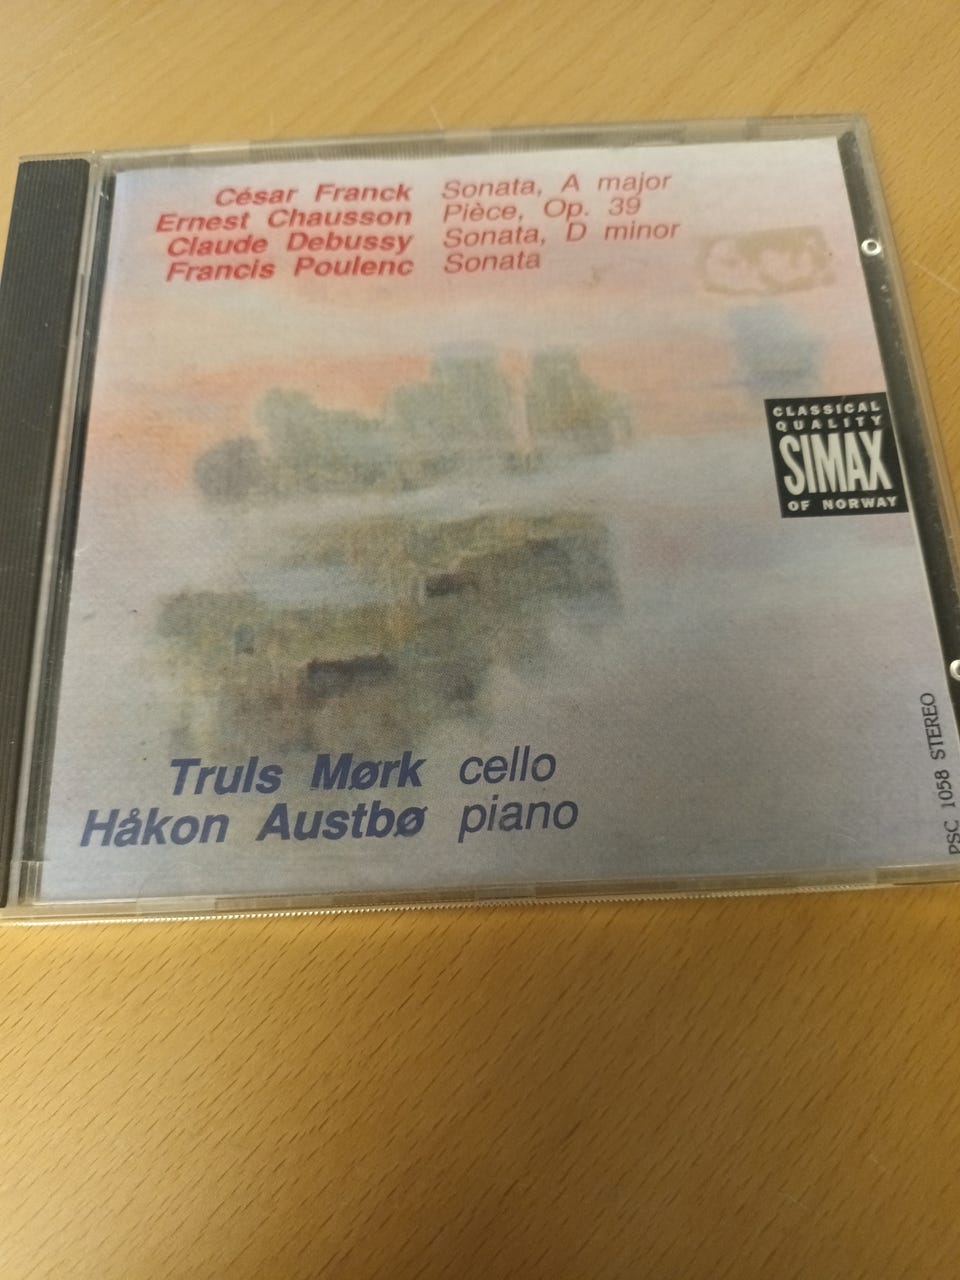 César Franck Sonata, A major
Ernest Chausson Pièce, Op. 39
Claude Debussy Sonata, D minor
Francis Poulenc Sonata
CLASSICAL
QUALITY
SIMAX
OF NORWAY
Truls Mørk cello
Håkon Austbø piano
PSC 1058 STEREO